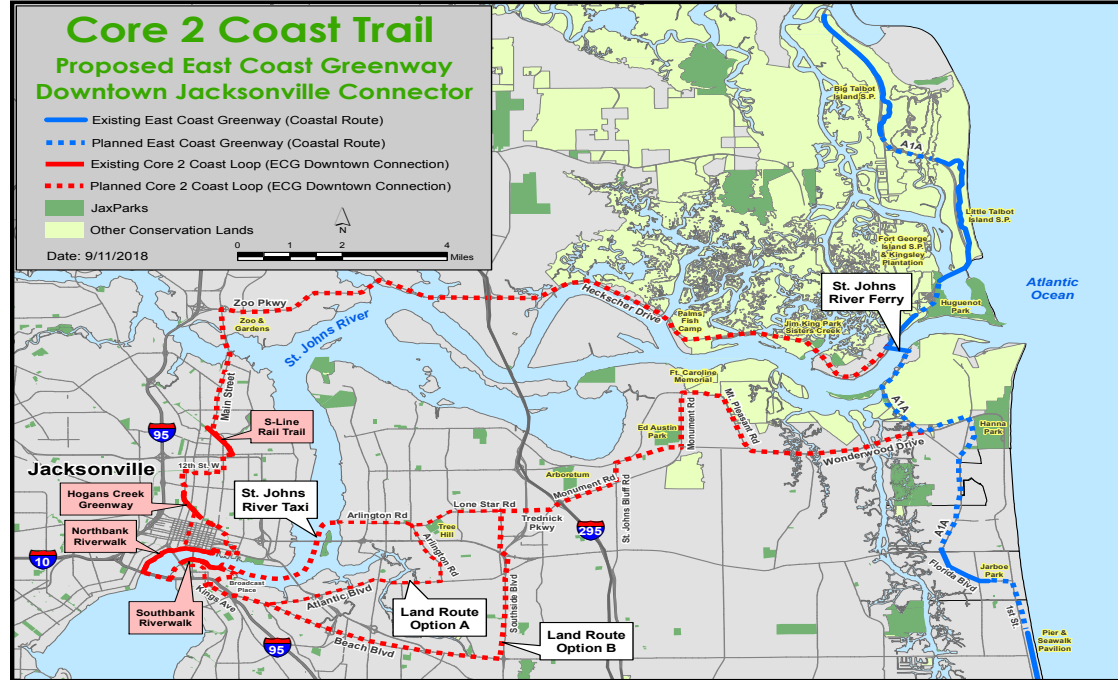 Core 2 Coast Trail
Proposed East Coast Greenway
Downtown Jacksonville Connector
Existing East Coast Greenway (Coastal Route)
Planned East Coast Greenway (Coastal Route)
Existing Core 2 Coast Loop (ECG Downtown Connection)
Planned Core 2 Coast Loop (ECG Downtown Connection)
JaxParks
Other Conservation Lands
N
Date: 9/11/2018
0 1 2 4
Miles
Big Talbot
Island S.P.
A1A
Little Talbot
Island S.P.
Fort George
Island S.P.
& Kingsley
Plantation
St. Johns
River Ferry
Atlantic
Ocean
Huguenot
Park
Zoo Pkwy
Zoo &
Gardens
St. Johns River
Heckscher Drive
Palms
Fish
Camp
Jim King Park
Sisters Creek
Ft. Caroline
Memorial
Main Street
Mt. Pleasant Rd
Monument Rd
A1A
Hanna
Park
S-Line
Rail Trail
95
Ed Austin
Park
Wonderwood Drive
Jacksonville
12th St. W
Arboretum
Monument Rd
St. Johns Bluff Rd
Hogans Creek
Greenway
St. Johns
River Taxi
Arlington Rd
Lone Star Rd
Trednick
Pkwy
295
Northbank
Riverwalk
Tree
Hill
Arlington Rd
A1A
10
Broadcast
Place
Kings Ave
Southbank
Riverwalk
Atlantic Blvd
Land Route
Option A
Southside Blvd
Florida Blvd
Jarboe
Park
1st St.
95
Beach Blvd
Land Route
Option B
Pier &
Seawalk
Pavilion